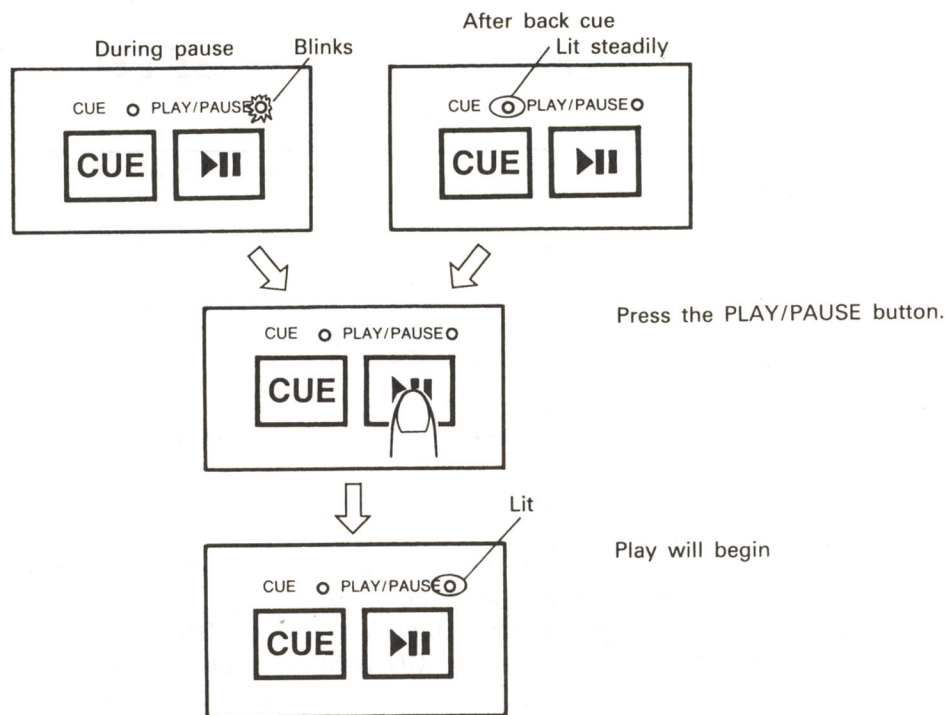 After back cue
During pause Blinks Lit steadily
CUE PLAY/PAUSE CUE PLAY/PAUSE
CUE CUE
Press the PLAY/PAUSE button.
CUE PLAY/PAUSE
CUE
Lit
Play will begin
CUE PLAY/PAUSE
CUE